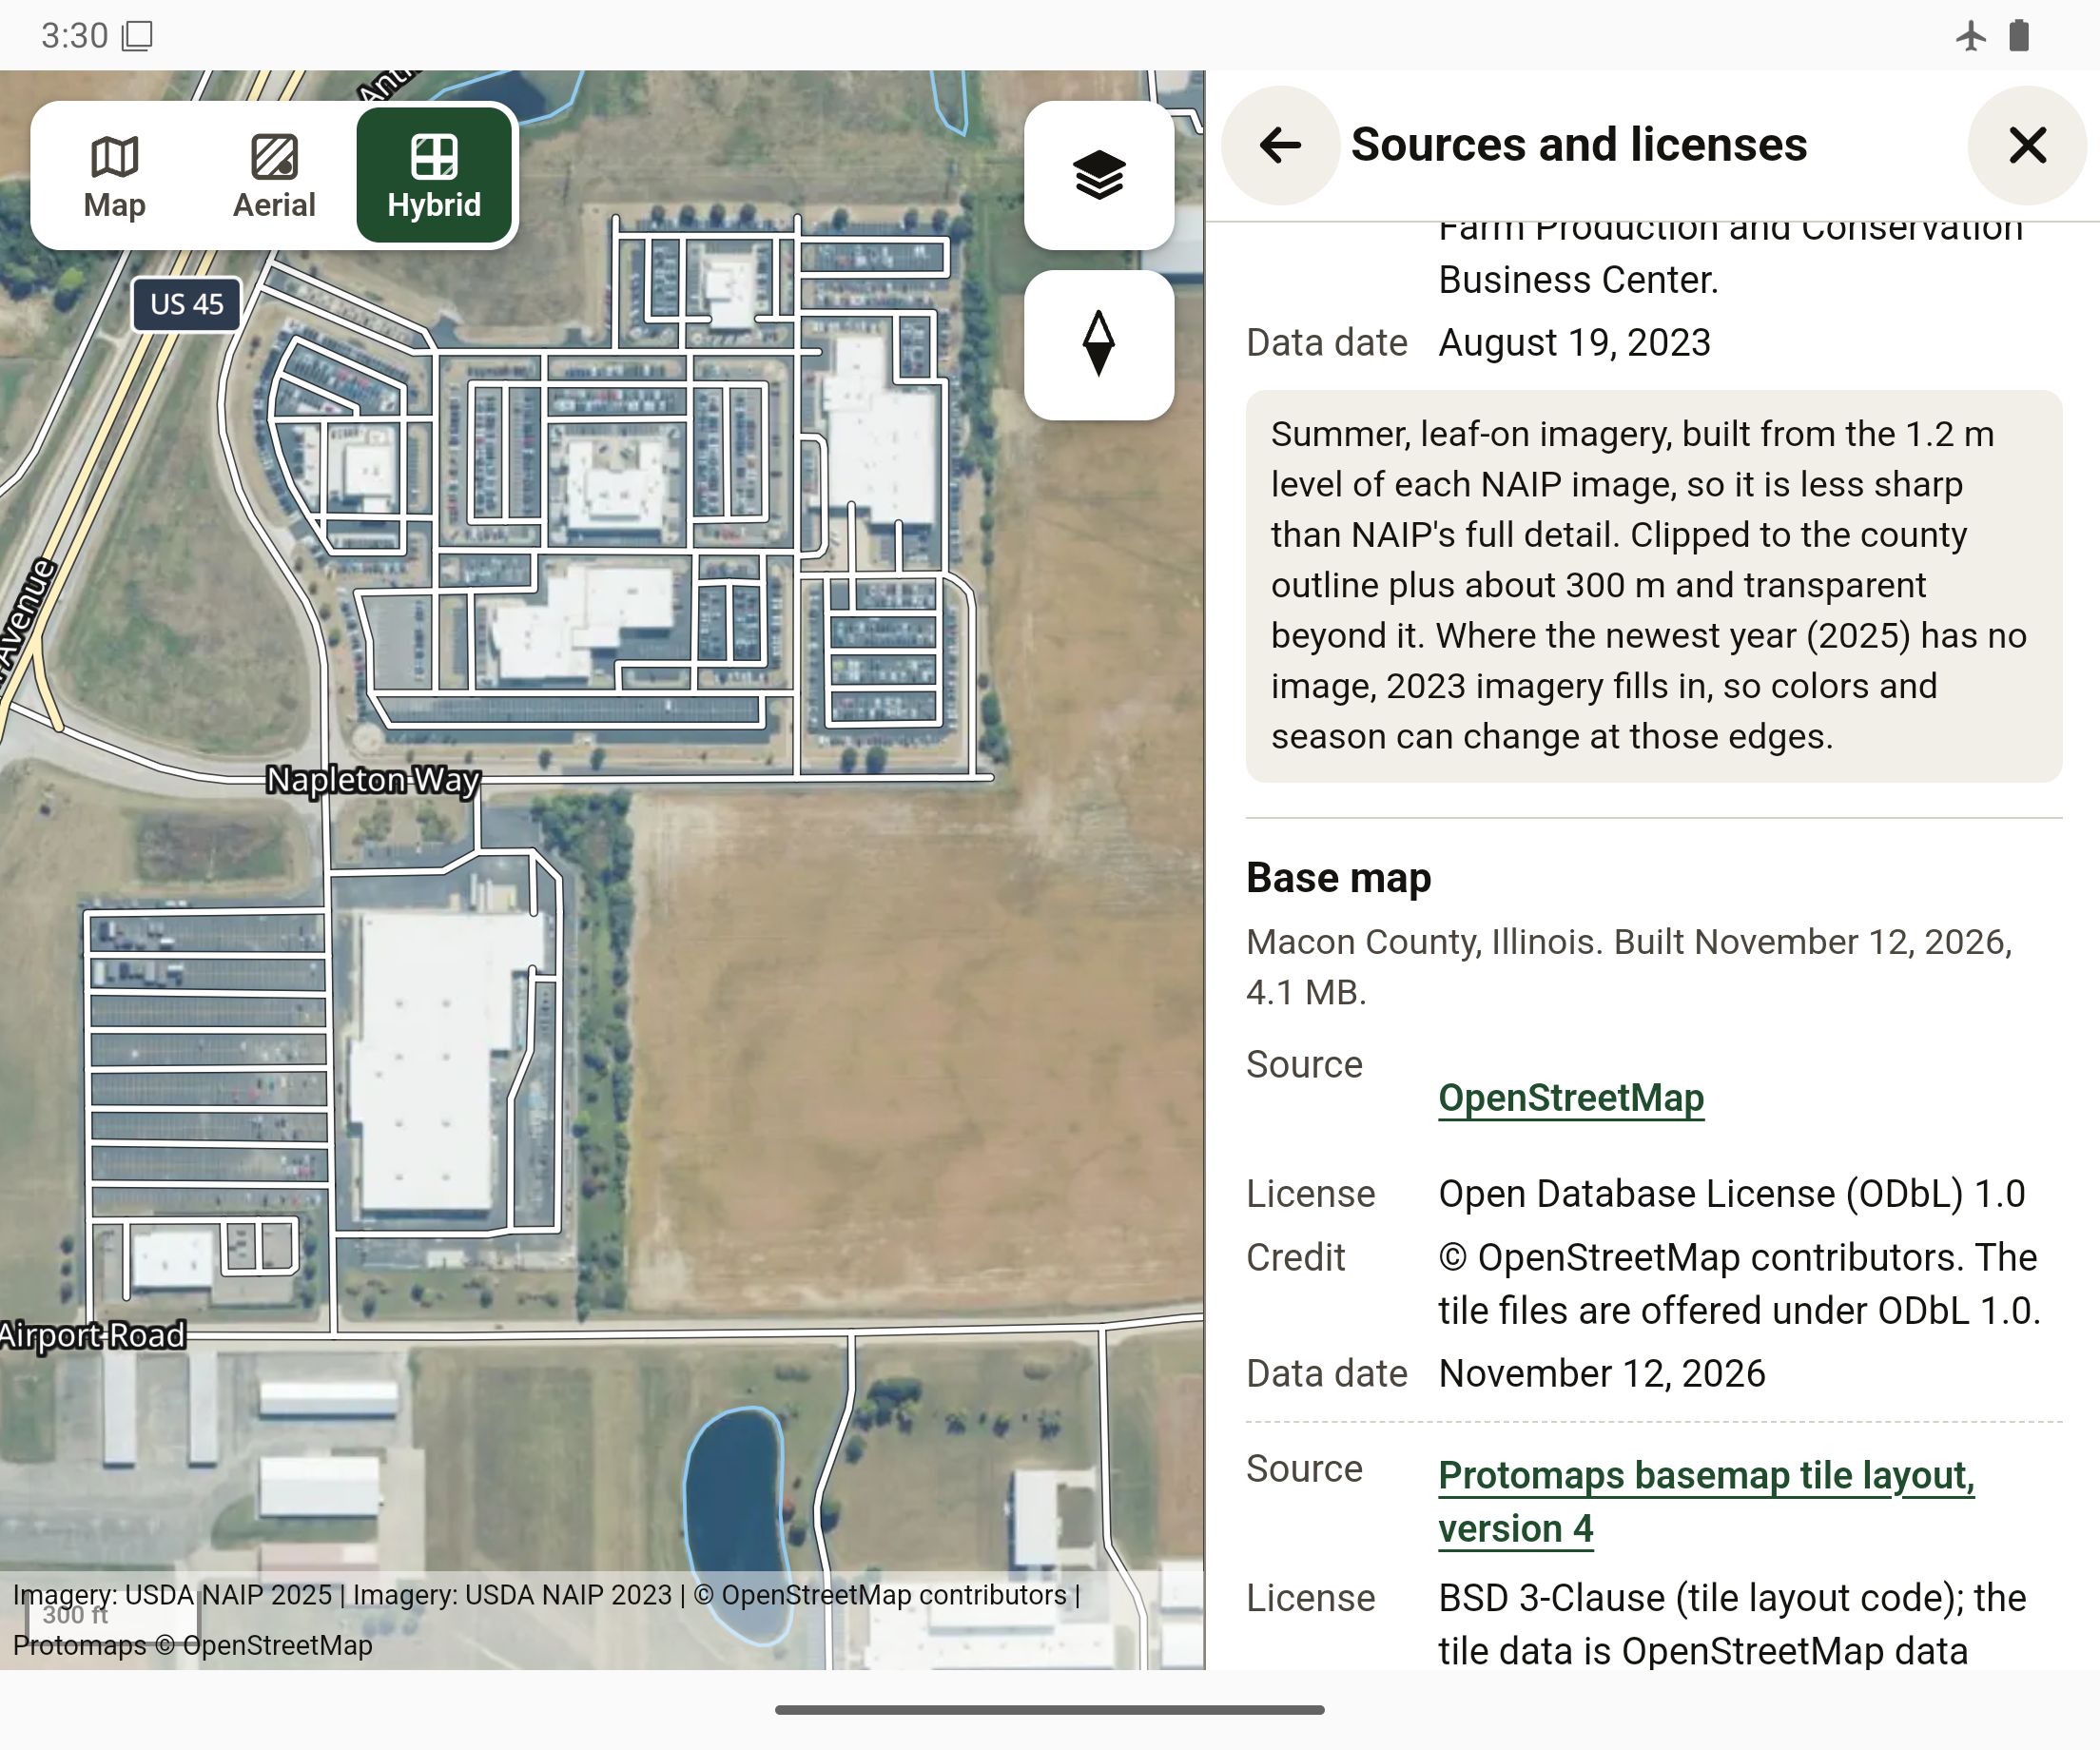 3:30
Map
Aerial
Hybrid
US 45
Avenue
Napleton Way
Airport Road
300 ft
Imagery: USDA NAIP 2025 | Imagery: USDA NAIP 2023 | © OpenStreetMap contributors |
Protomaps © OpenStreetMap
Sources and licenses
Farm Production and Conservation
Business Center.
Data date August 19, 2023
Summer, leaf-on imagery, built from the 1.2 m
level of each NAIP image, so it is less sharp
than NAIP's full detail. Clipped to the county
outline plus about 300 m and transparent
beyond it. Where the newest year (2025) has no
image, 2023 imagery fills in, so colors and
season can change at those edges.
Base map
Macon County, Illinois. Built November 12, 2026,
4.1 MB.
Source
OpenStreetMap
License Open Database License (ODbL) 1.0
Credit © OpenStreetMap contributors. The
tile files are offered under ODbL 1.0.
Data date November 12, 2026
Source Protomaps basemap tile layout,
version 4
License BSD 3-Clause (tile layout code); the
tile data is OpenStreetMap data